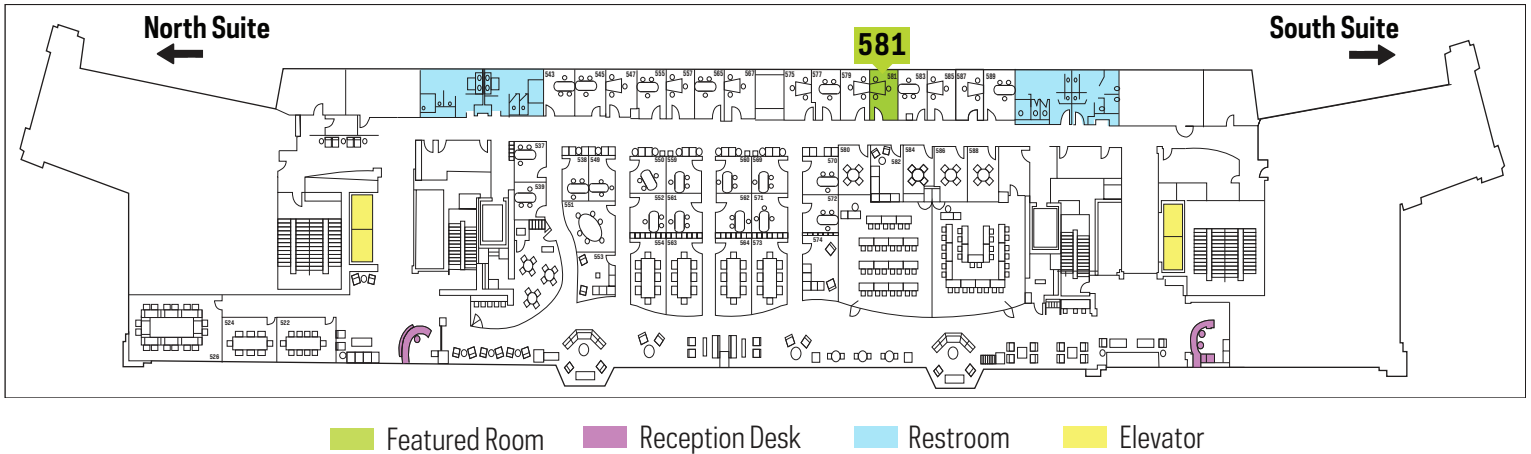 North Suite
581
South Suite
543 545 547 555 557 565 567 575 577 579 581 583 585 587 589
537 538 549 550 559 560 569 570 580 582 584 586 588
539 551 552 561 562 571 572
553 554 563 564 573 574
524 522
526
Featured Room Reception Desk Restroom Elevator